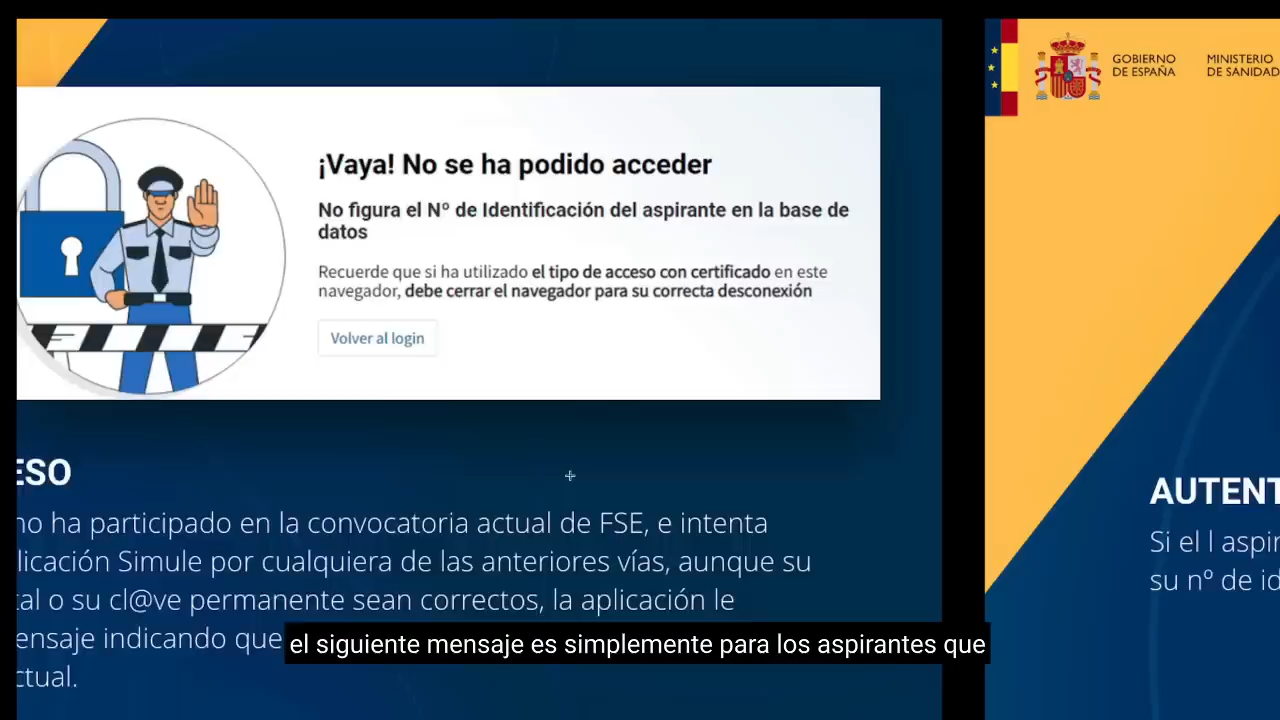 GOBIERNO
DE ESPAÑA
MINISTERIO
DE SANIDAD
¡Vaya! No se ha podido acceder
No figura el Nº de Identificación del aspirante en la base de
datos
Recuerde que si ha utilizado el tipo de acceso con certificado en este
navegador, debe cerrar el navegador para su correcta desconexión
Volver al login
ESO
no ha participado en la convocatoria actual de FSE, e intenta
licación Simule por cualquiera de las anteriores vías, aunque su
tal o su cl@ve permanente sean correctos, la aplicación le
ensaje indicando que
ctual.
AUTENT
Si el l aspir
su nº de id
el siguiente mensaje es simplemente para los aspirantes que